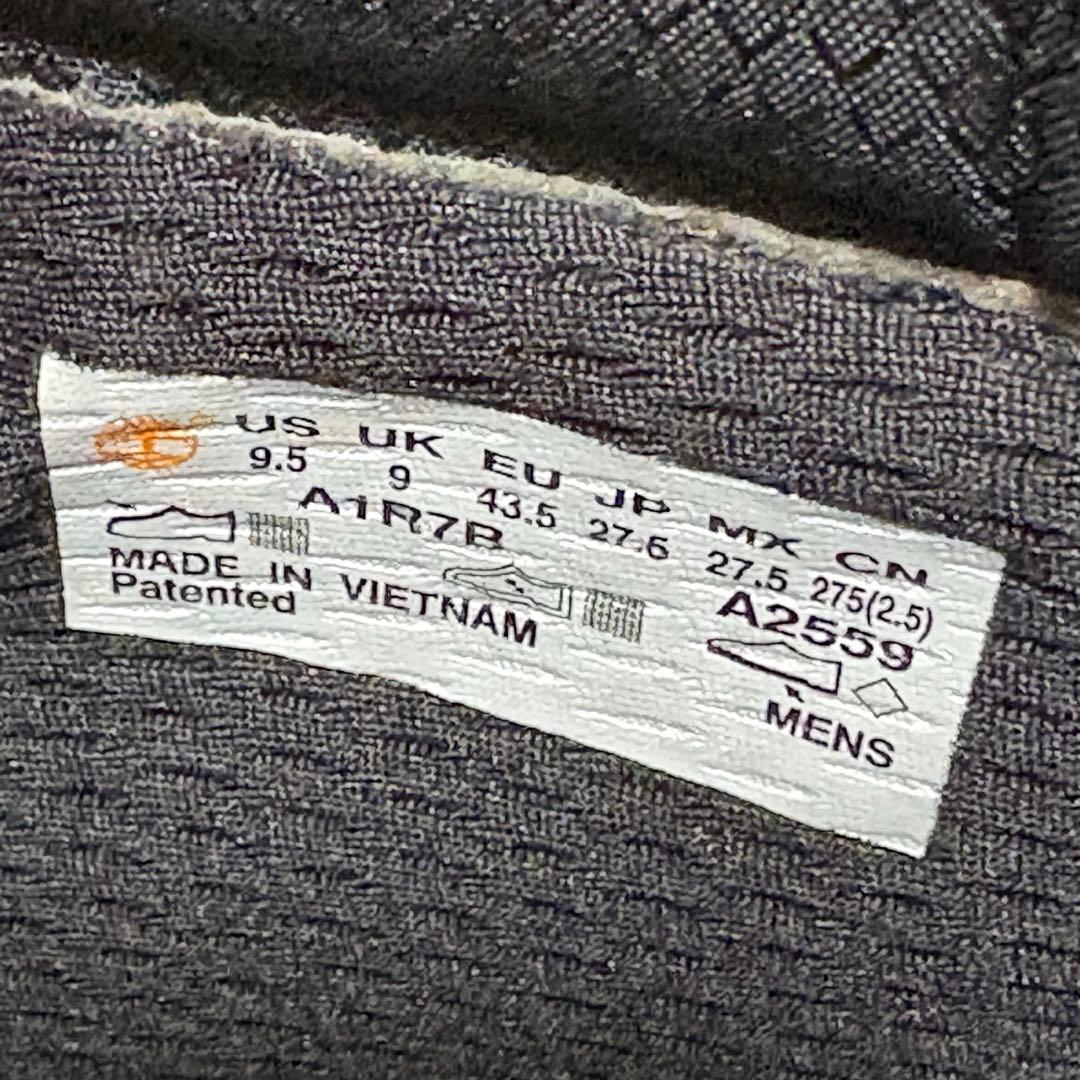 US UK EU JP MX CN
9.5 9 43.5 27.5 27.5 275(2.5)
A1R7B A2559
MADE IN VIETNAM
Patented
MENS